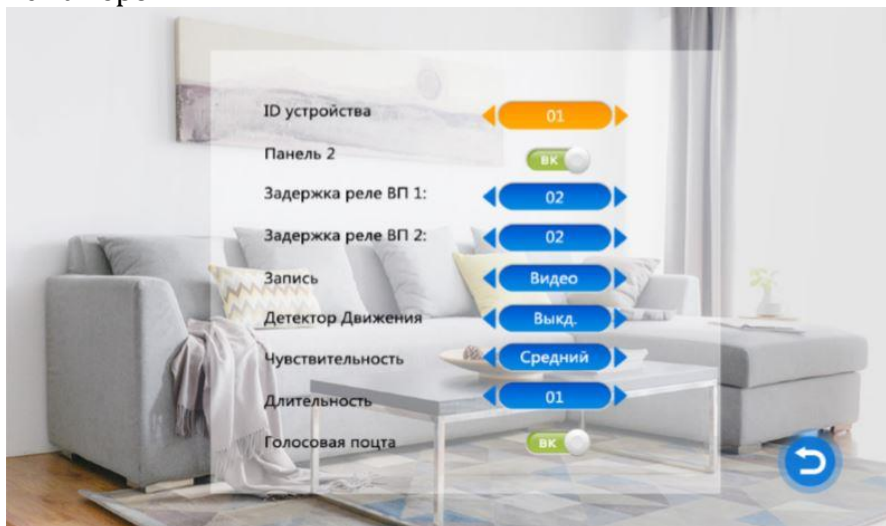 ID устройства 01
Панель 2 ВК
Задержка реле ВП 1: 02
Задержка реле ВП 2: 02
Запись Видео
Детектор Движения Выкд.
Чувствительность Средний
Длительность 01
Голосовая поцта ВК